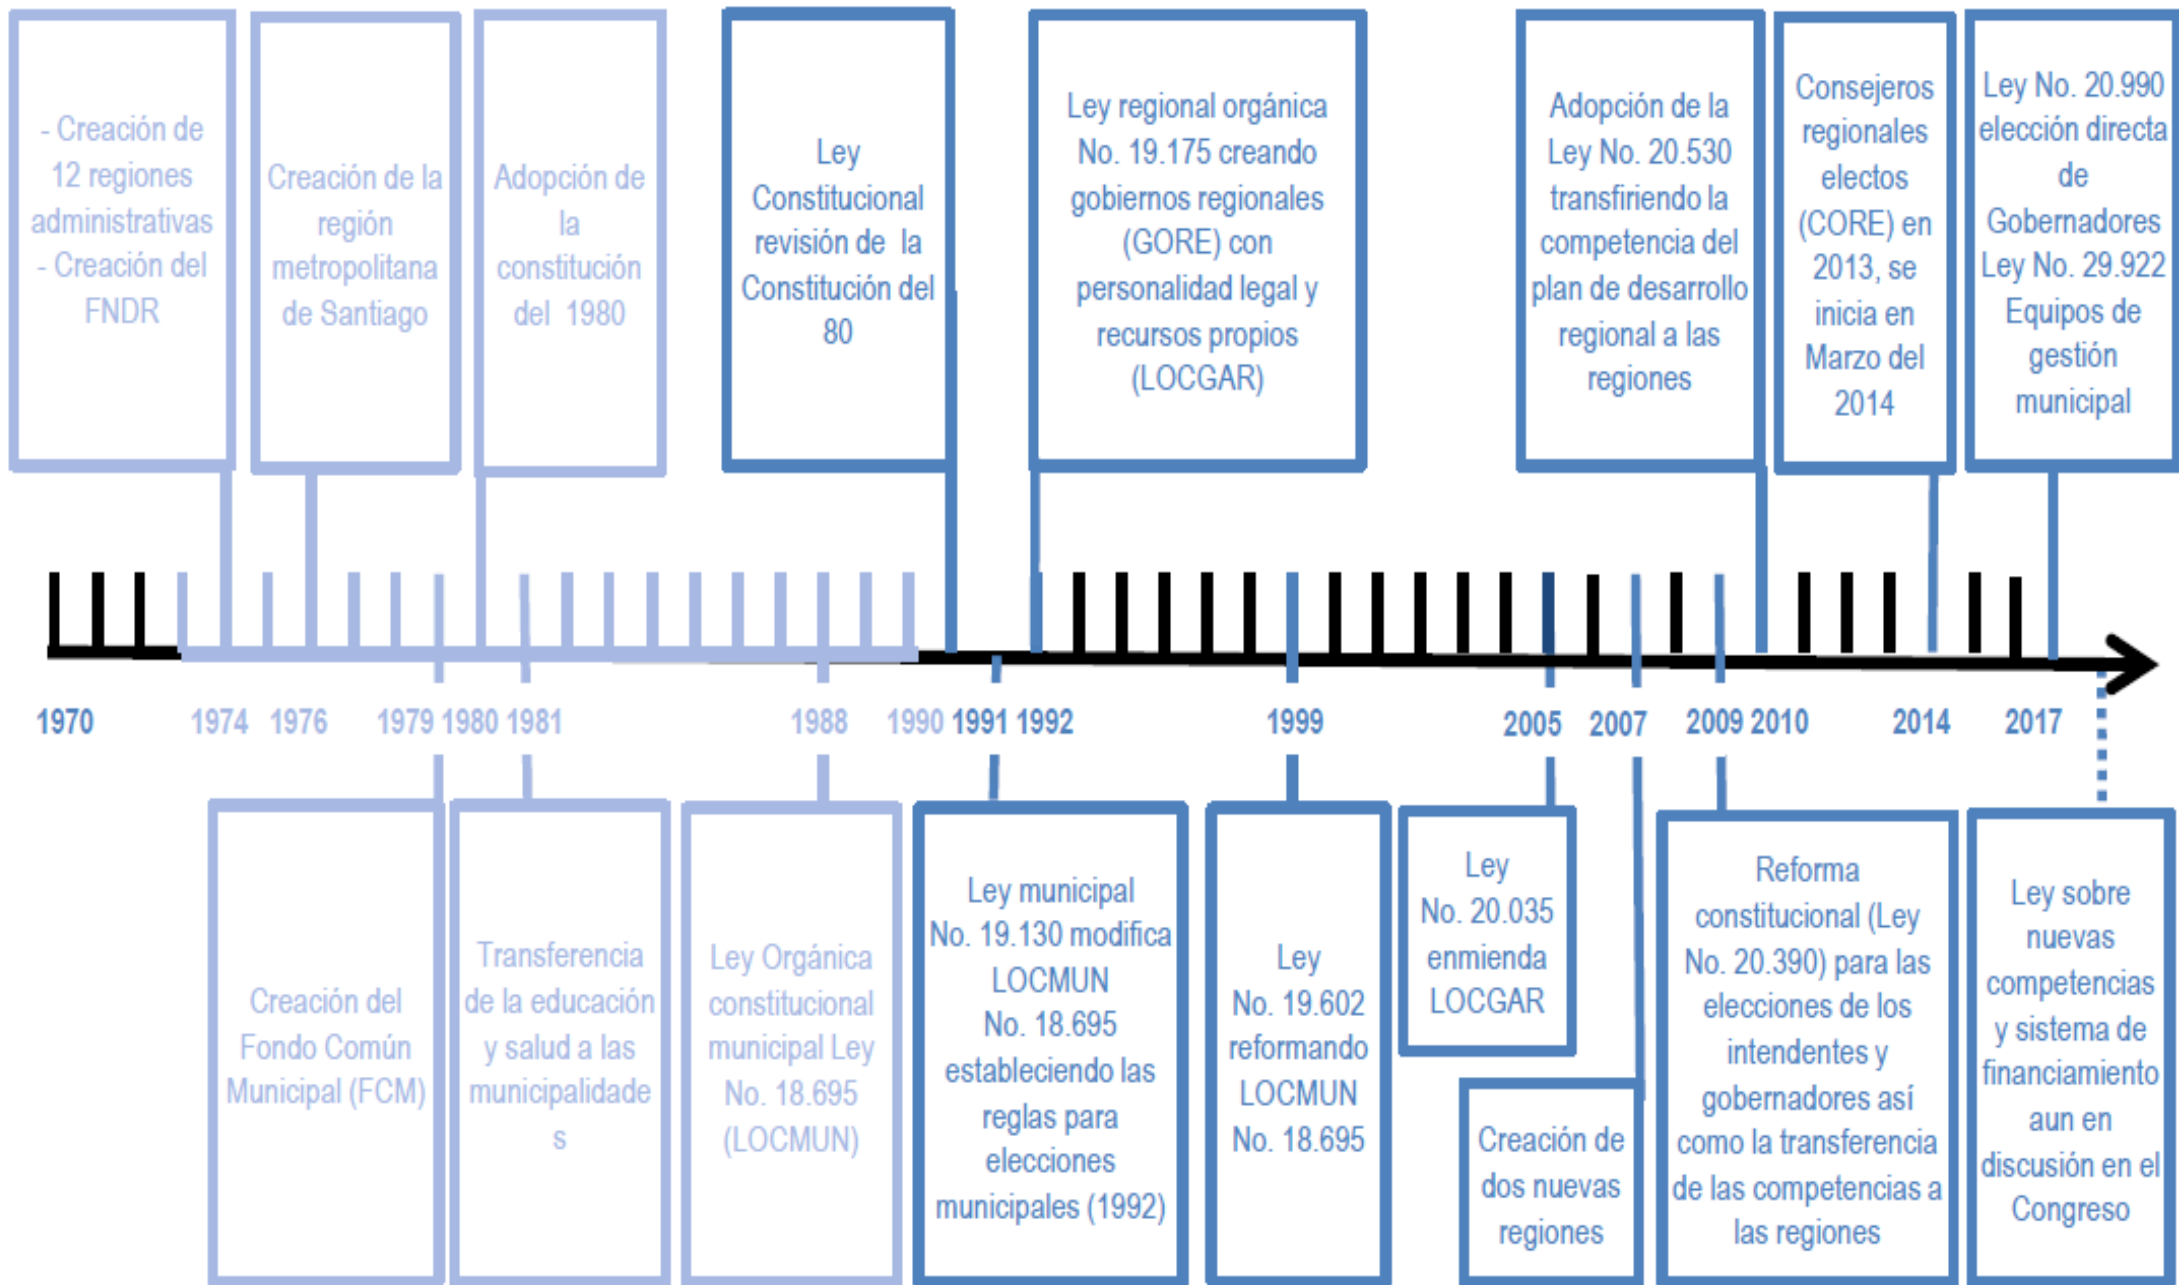 - Creación de
12 regiones
administrativas
- Creación del
FNDR
Creación de la
región
metropolitana
de Santiago
Adopción de
la
constitución
del 1980
Ley
Constitucional
revisión de la
Constitución del
80
Ley regional orgánica
No. 19.175 creando
gobiernos regionales
(GORE) con
personalidad legal y
recursos propios
(LOCGAR)
Adopción de la
Ley No. 20.530
transfiriendo la
competencia del
plan de desarrollo
regional a las
regiones
Consejeros
regionales
electos
(CORE) en
2013, se
inicia en
Marzo del
2014
Ley No. 20.990
elección directa
de
Gobernadores
Ley No. 29.922
Equipos de
gestión
municipal
1970 1974 1976 1979 1980 1981 1988 1990 1991 1992 1999 2005 2007 2009 2010 2014 2017
Creación del
Fondo Común
Municipal (FCM)
Transferencia
de la educación
y salud a las
municipalidade
s
Ley Orgánica
constitucional
municipal Ley
No. 18.695
(LOCMUN)
Ley municipal
No. 19.130 modifica
LOCMUN
No. 18.695
estableciendo las
reglas para
elecciones
municipales (1992)
Ley
No. 19.602
reformando
LOCMUN
No. 18.695
Ley
No. 20.035
enmienda
LOCGAR
Creación de
dos nuevas
regiones
Reforma
constitucional (Ley
No. 20.390) para las
elecciones de los
intendentes y
gobernadores así
como la transferencia
de las competencias a
las regiones
Ley sobre
nuevas
competencias
y sistema de
financiamiento
aun en
discusión en el
Congreso